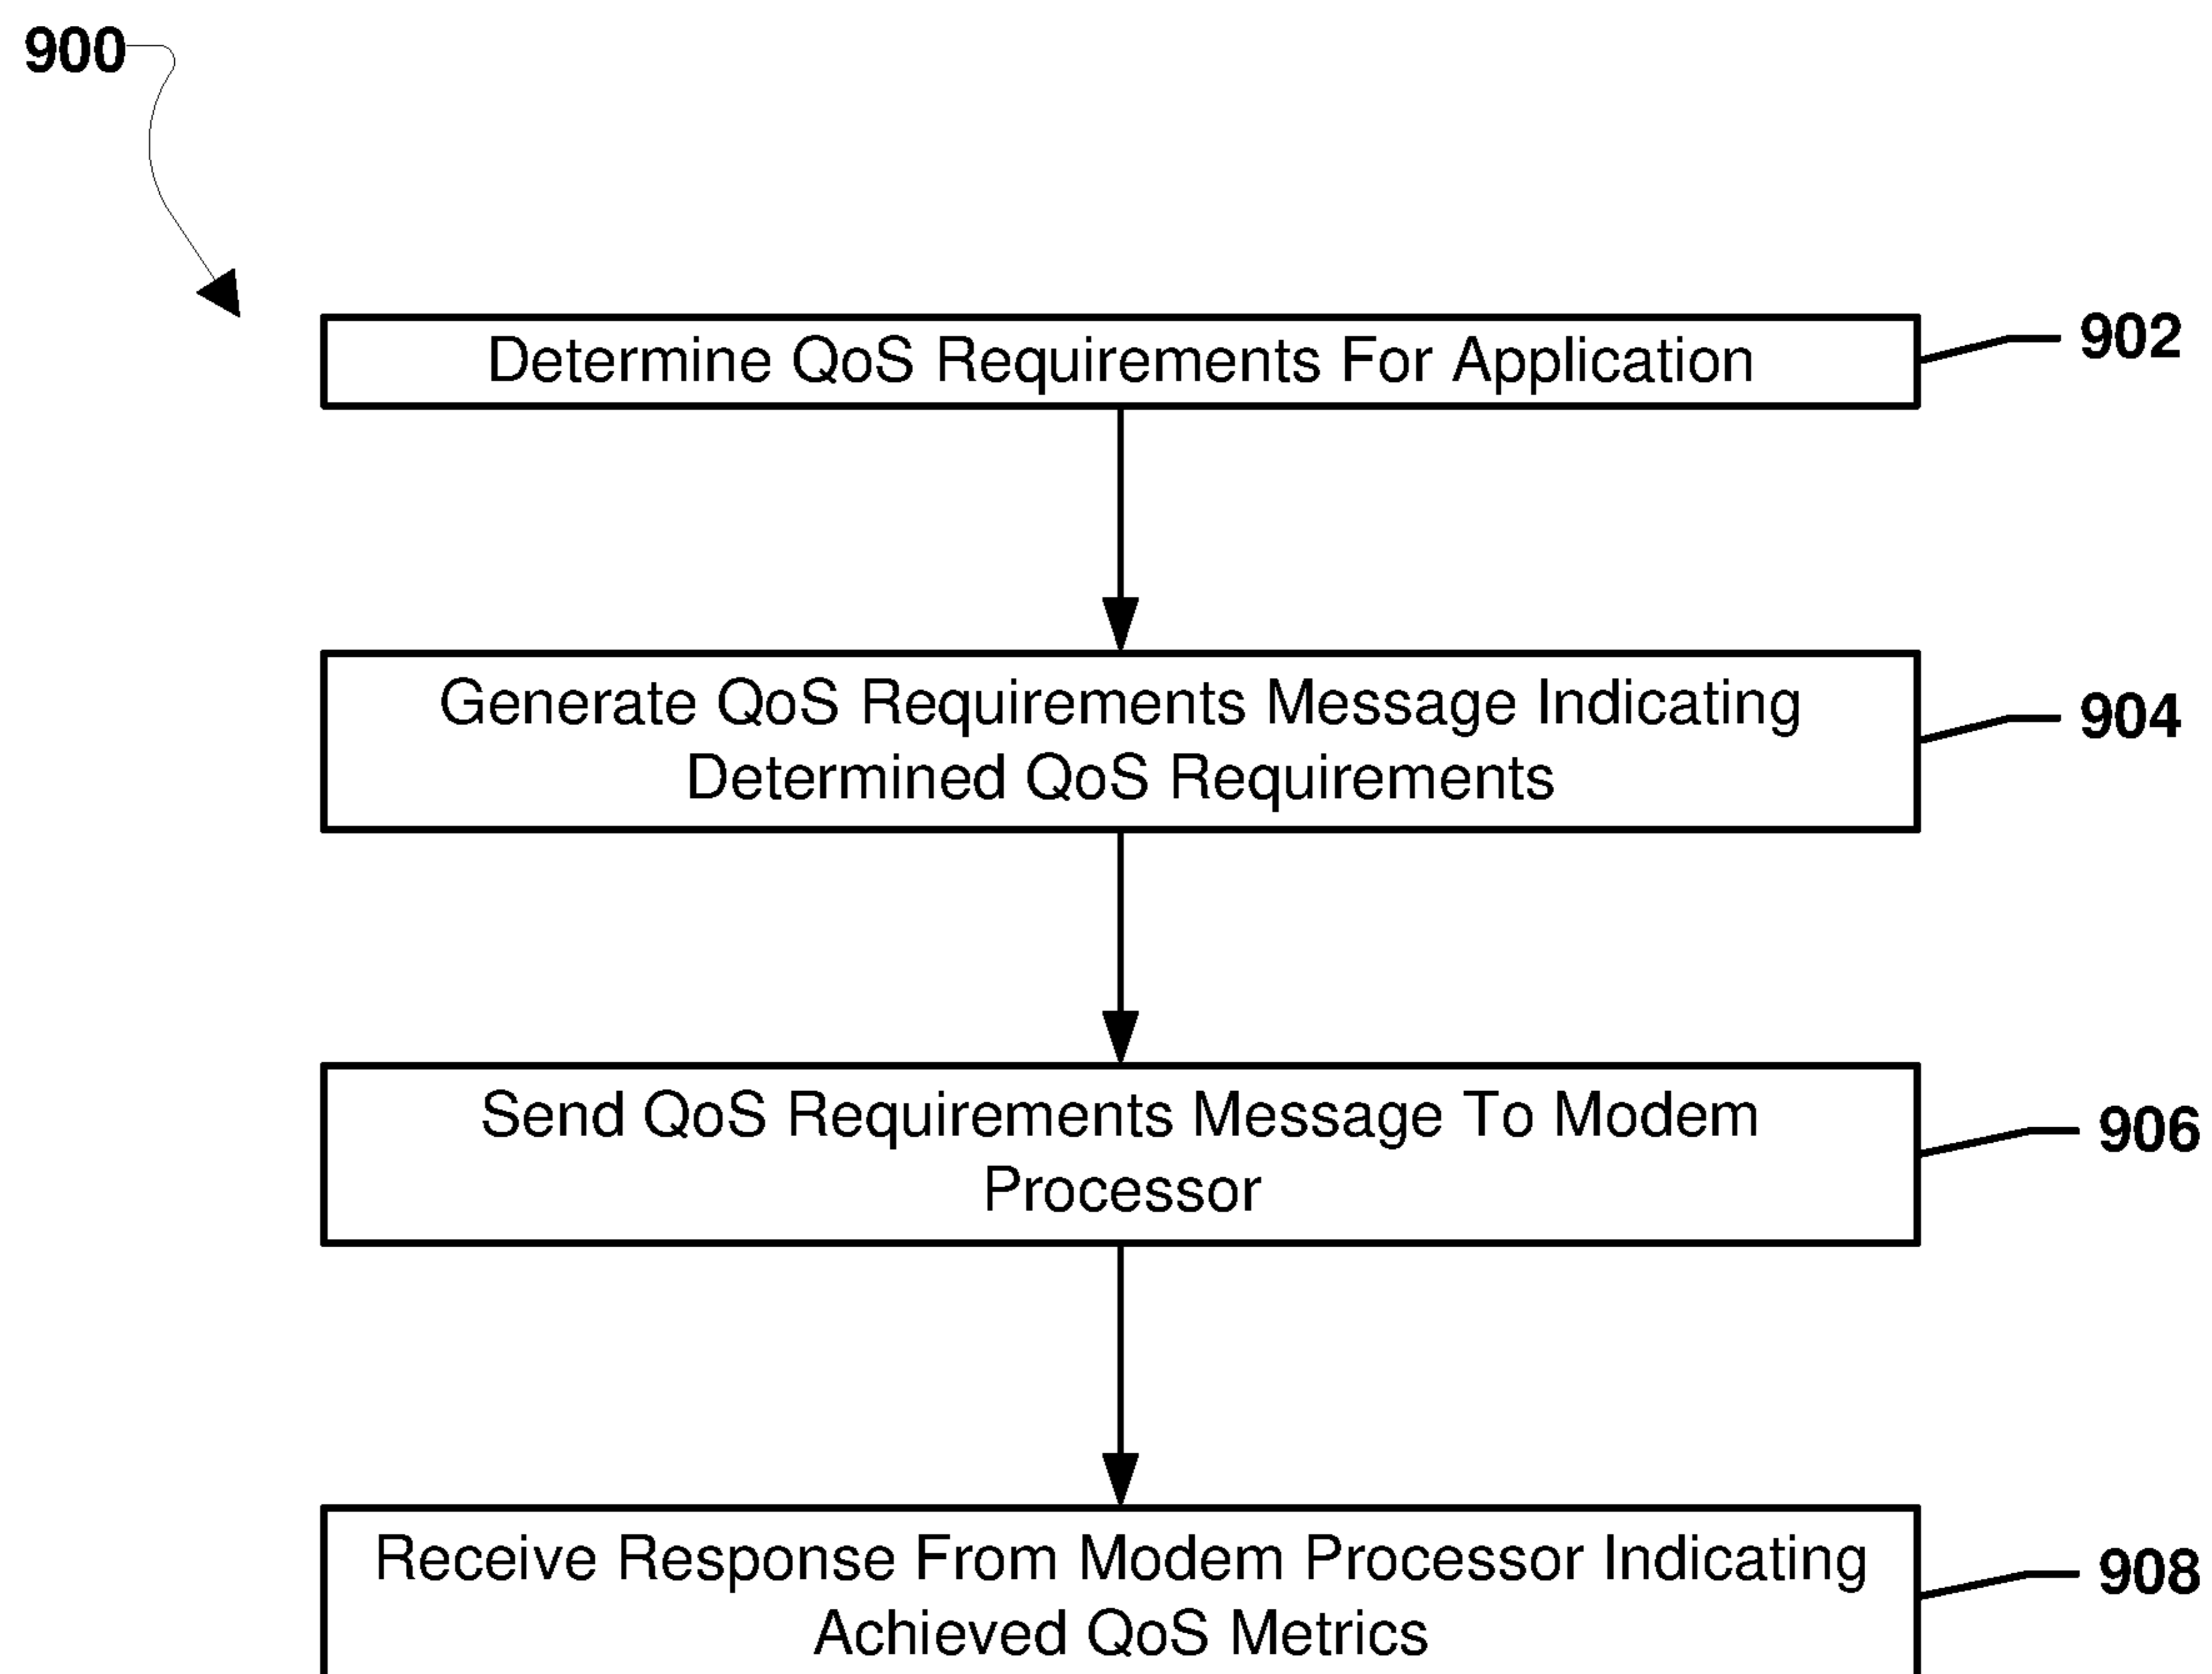 900
Determine QoS Requirements For Application
902
Generate QoS Requirements Message Indicating
Determined QoS Requirements
904
Send QoS Requirements Message To Modem
Processor
906
Receive Response From Modem Processor Indicating
Achieved QoS Metrics
908